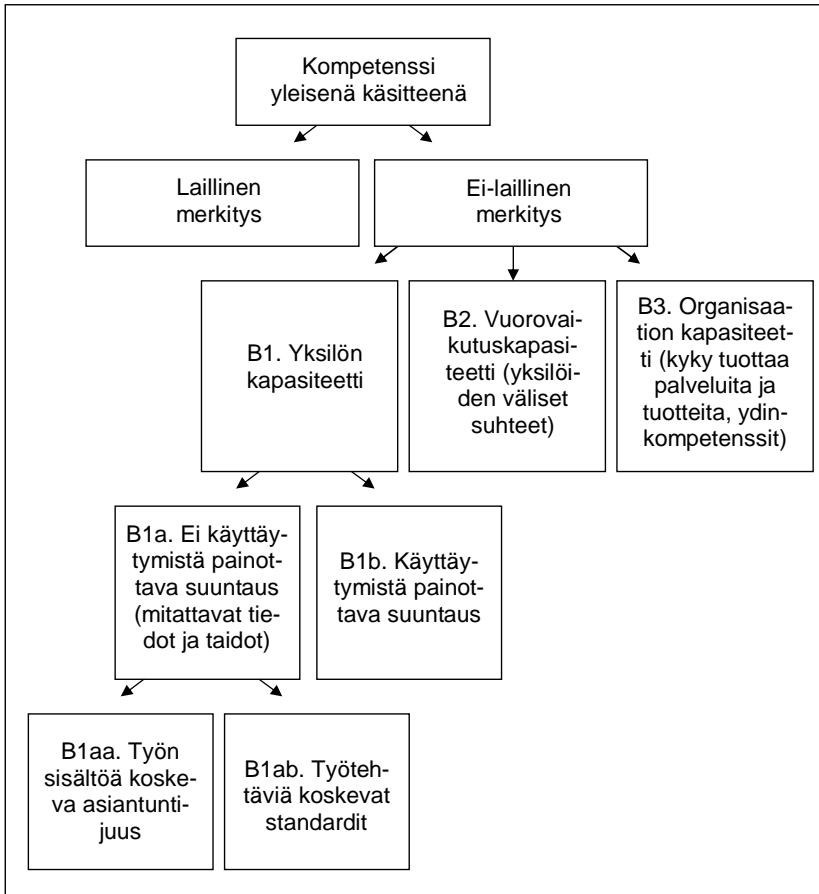 Kompetenssi
yleisenä käsitteenä
Laillinen
merkitys
Ei-laillinen
merkitys
B1. Yksilön
kapasiteetti
B2. Vuorovai-
kutuskapasi-
teetti (yksilöi-
den väliset
suhteet)
B3. Organisaa-
tion kapasiteet-
ti (kyky tuottaa
palveluita ja
tuotteita, ydin-
kompetenssit)
B1a. Ei käyttäy-
tymistä painot-
tava suuntaus
(mitattavat tie-
dot ja taidot)
B1b. Käyttäy-
tymistä painot-
tava suuntaus
B1aa. Työn
sisältöä koske-
va asiantunti-
juus
B1ab. Työteh-
täviä koskevat
standardit